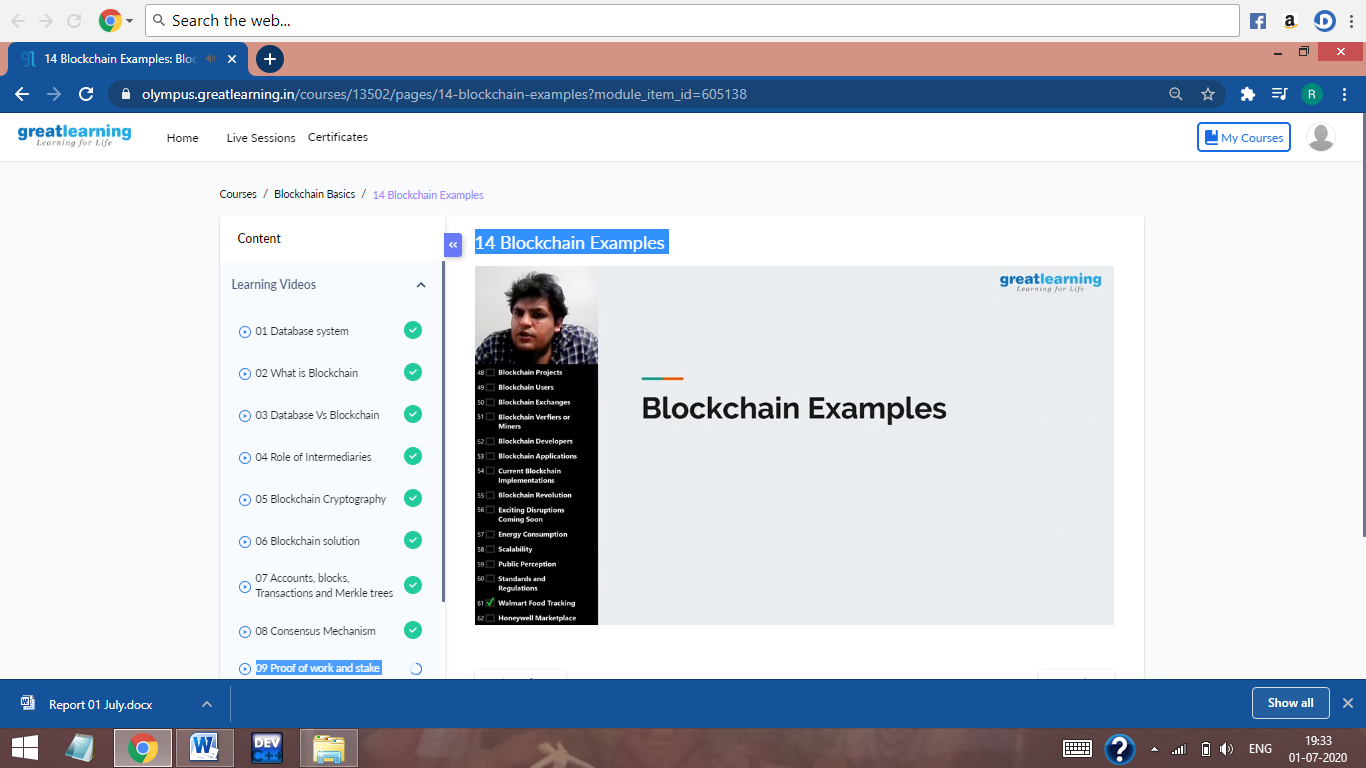 Search the web...
14 Blockchain Examples: Bloc
olympus.greatlearning.in/courses/13502/pages/14-blockchain-examples?module_item_id=605138
R
greatlearning
Learning for Life
Home
Live Sessions
Certificates
My Courses
Courses / Blockchain Basics / 14 Blockchain Examples
Content
Learning Videos
01 Database system
02 What is Blockchain
03 Database Vs Blockchain
04 Role of Intermediaries
05 Blockchain Cryptography
06 Blockchain solution
07 Accounts, blocks,
Transactions and Merkle trees
08 Consensus Mechanism
09 Proof of work and stake
14 Blockchain Examples
greatlearning
Learning for Life
48 Blockchain Projects
49 Blockchain Users
50 Blockchain Exchanges
51 Blockchain Verfiers or
Miners
52 Blockchain Developers
53 Blockchain Applications
54 Current Blockchain
Implementations
55 Blockchain Revolution
56 Exciting Disruptions
Coming Soon
57 Energy Consumption
58 Scalability
59 Public Perception
60 Standards and
Regulations
61 Walmart Food Tracking
62 Honeywell Marketplace
Blockchain Examples
Report 01 July.docx
Show all
DEV
C++
ENG
19:33
01-07-2020